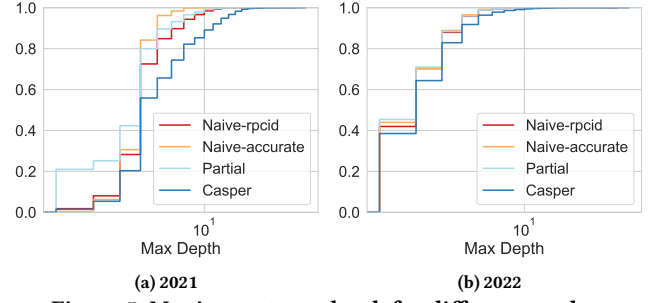 1.0
0.8
0.6
0.4
0.2
0.0
Naive-rpcid
Naive-accurate
Partial
Casper
10¹
Max Depth
(a) 2021
1.0
0.8
0.6
0.4
0.2
0.0
Naive-rpcid
Naive-accurate
Partial
Casper
10¹
Max Depth
(b) 2022